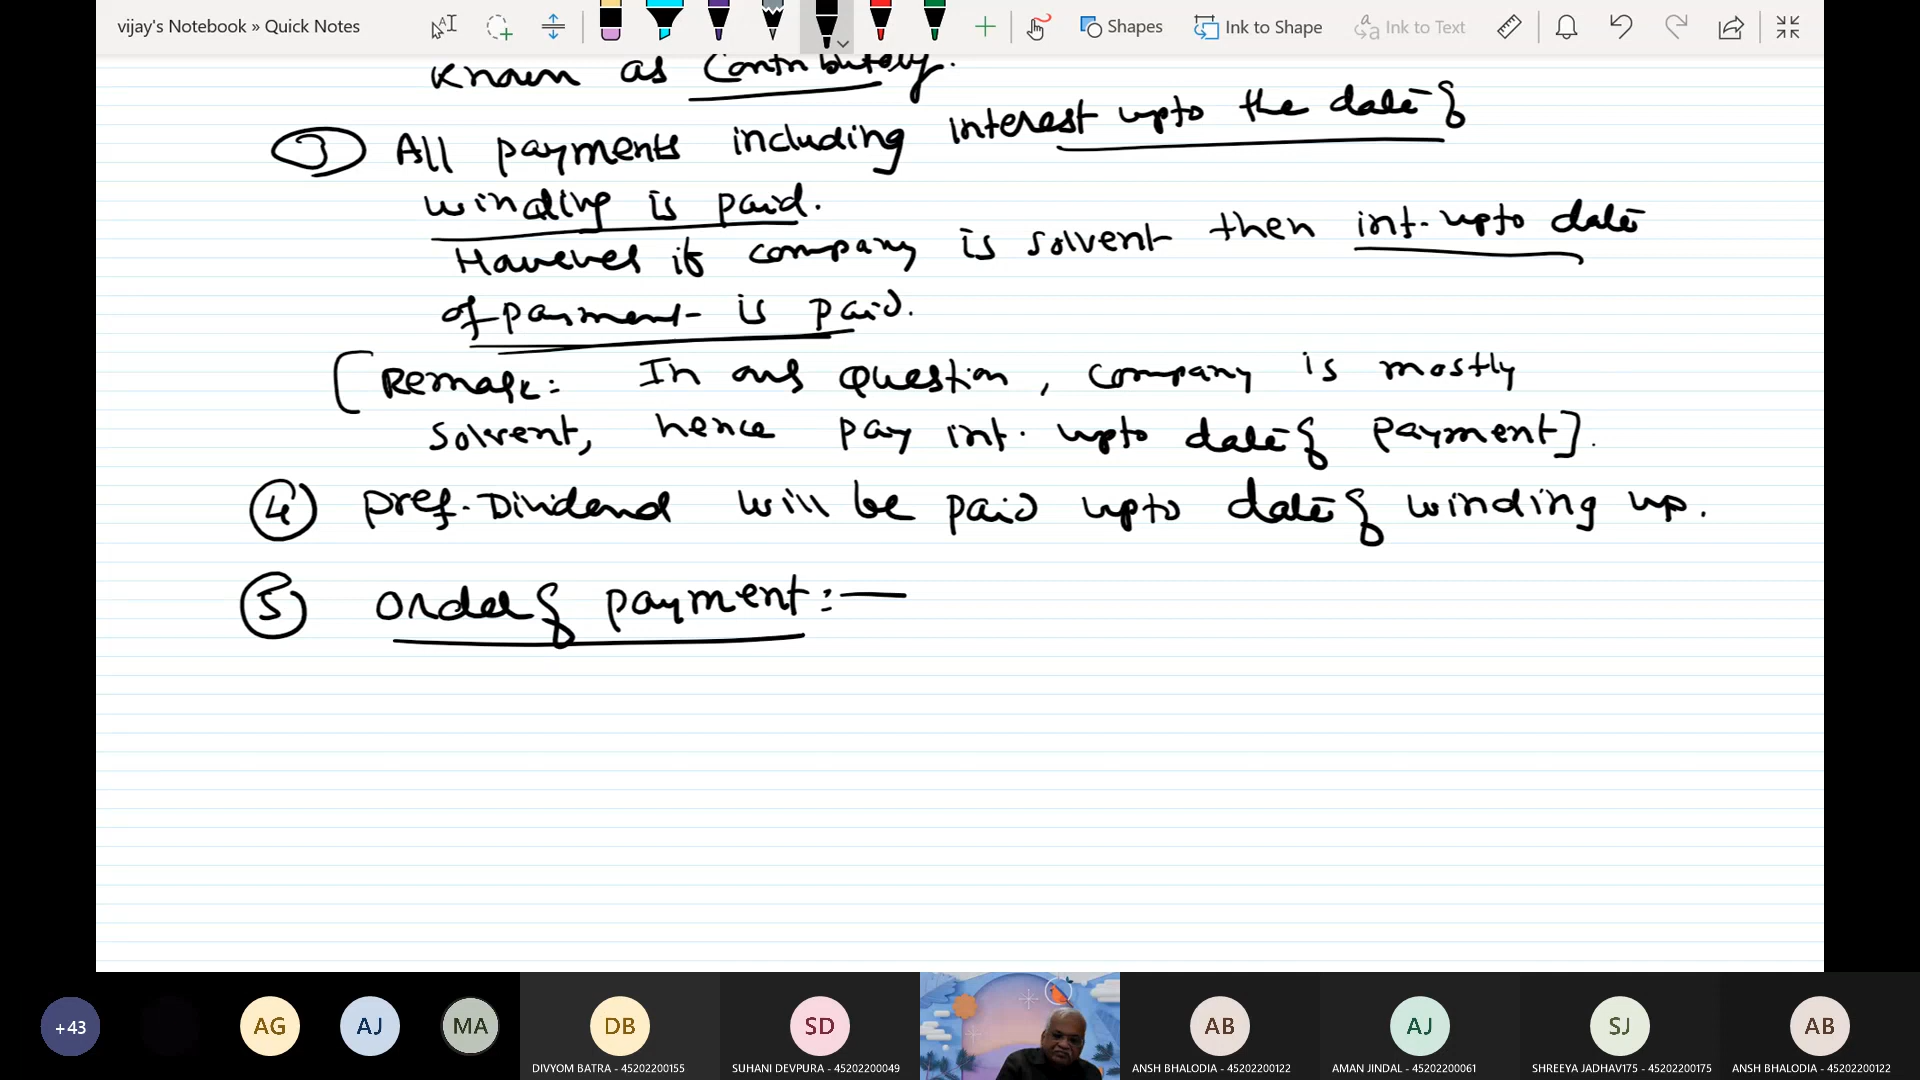 vijay's Notebook » Quick Notes
Shapes
Ink to Shape
Ink to Text
known as Contributory.
③ All payments including interest upto the date of
winding is paid.
However if company is solvent then int. upto date
of payment is paid.
[Remark: In our question, company is mostly
solvent, hence pay int. upto date of payment].
④ Pref. Dividend will be paid upto date of winding up.
⑤ Order of payment:—
+43
AG
AJ
MA
DB
DIVYOM BATRA - 45202200155
SD
SUHANI DEVPURA - 45202200049
AB
ANSH BHALODIA - 45202200122
AJ
AMAN JINDAL - 45202200061
SJ
SHREEYA JADHAV175 - 45202200175
AB
ANSH BHALODIA - 45202200122